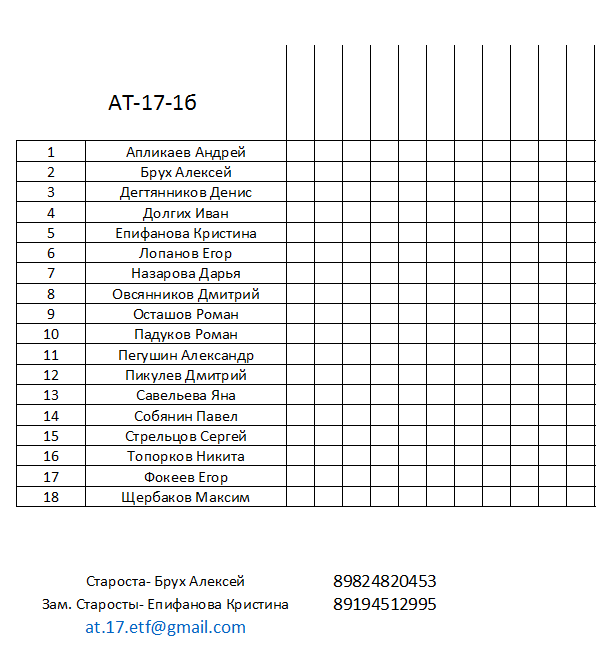 АТ-17-1б
1 Апликаев Андрей
2 Брух Алексей
3 Дегтянников Денис
4 Долгих Иван
5 Епифанова Кристина
6 Лопанов Егор
7 Назарова Дарья
8 Овсянников Дмитрий
9 Осташов Роман
10 Падуков Роман
11 Пегушин Александр
12 Пикулев Дмитрий
13 Савельева Яна
14 Собянин Павел
15 Стрельцов Сергей
16 Топорков Никита
17 Фокеев Егор
18 Щербаков Максим
Староста- Брух Алексей 89824820453
Зам. Старосты- Епифанова Кристина 89194512995
at.17.etf@gmail.com